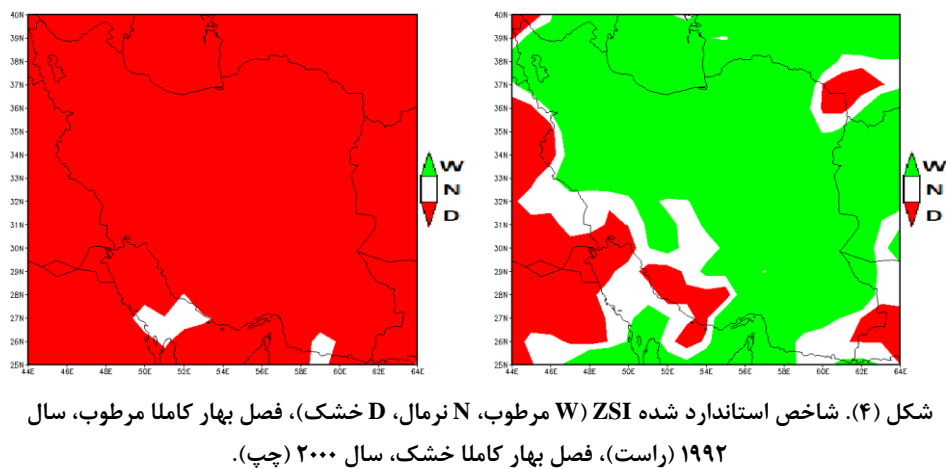 40N
39N
38N
37N
36N
35N
34N
33N
32N
31N
30N
29N
28N
27N
26N
25N
44E 46E 48E 50E 52E 54E 56E 58E 60E 62E 64E
W
N
D
40N
39N
38N
37N
36N
35N
34N
33N
32N
31N
30N
29N
28N
27N
26N
25N
44E 46E 48E 50E 52E 54E 56E 58E 60E 62E 64E
W
N
D
شکل (۴). شاخص استاندارد شده ZSI (W مرطوب، N نرمال، D خشک)، فصل بهار کاملا مرطوب، سال
۱۹۹۲ (راست)، فصل بهار کاملا خشک، سال ۲۰۰۰ (چپ).